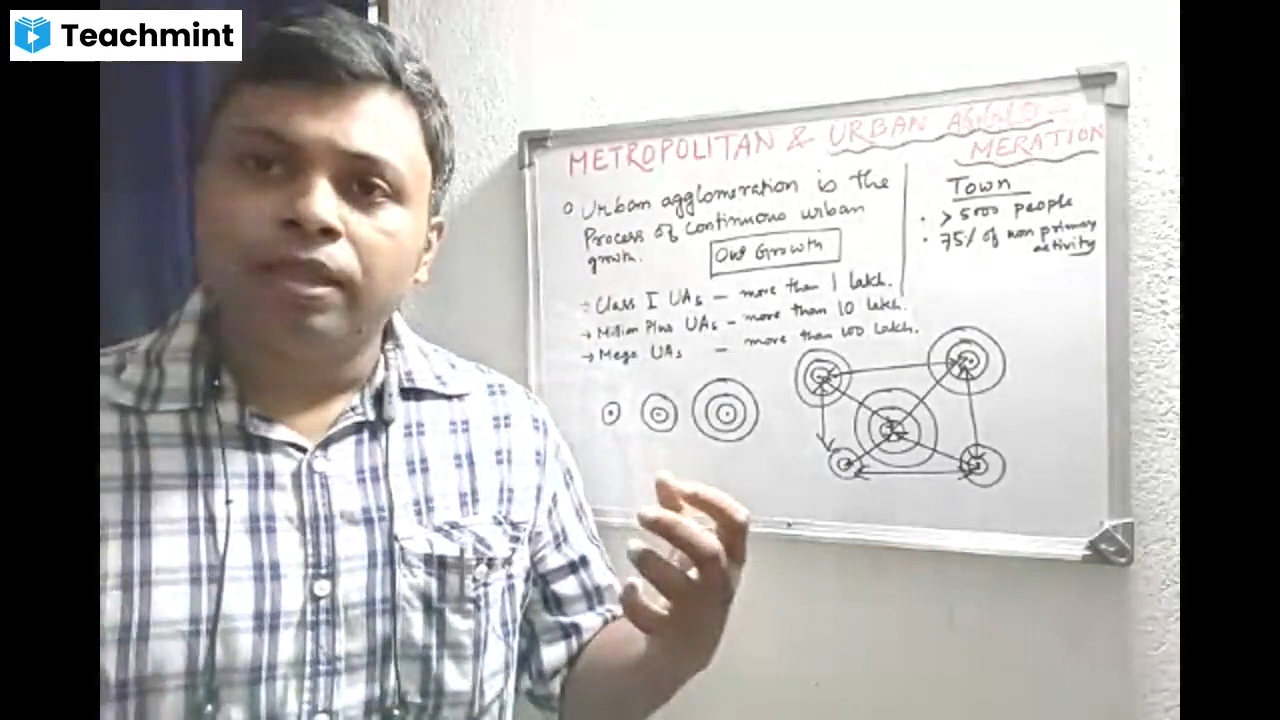 Teachmint
METROPOLITAN & URBAN AGGLO-
MERATION
o Urban agglomeration is the
Process of continuous urban
growth.
Out Growth
→ Class I UAs – more than 1 lakh.
→ Million Plus UAs – more than 10 lakh.
→ Mega UAs – more than 100 lakh.
Town
• > 5000 people
• 75% of non primary
activity